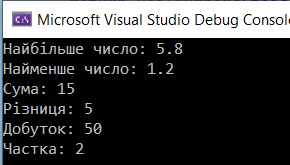 Microsoft Visual Studio Debug Consol
Найбільше число: 5.8
Найменше число: 1.2
Сума: 15
Різниця: 5
Добуток: 50
Частка: 2